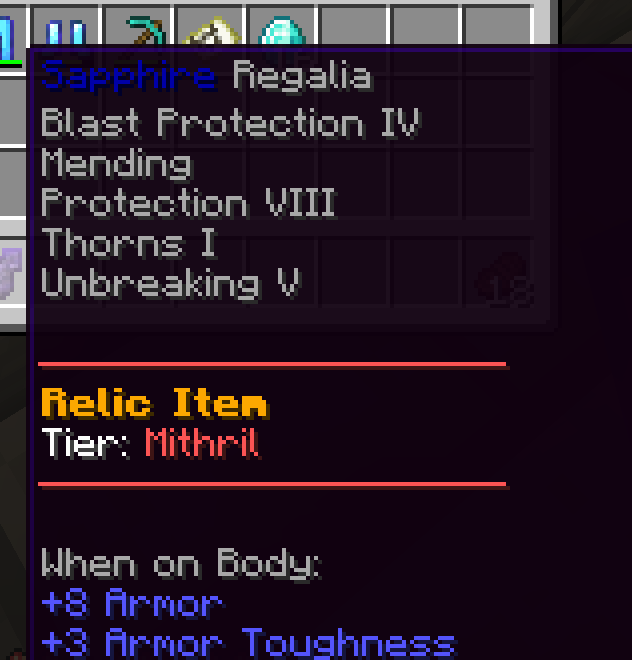 Sapphire Regalia
Blast Protection IV
Mending
Protection VIII
Thorns I
Unbreaking V
18
Relic Item
Tier: Mithril
When on Body:
+8 Armor
+3 Armor Toughness